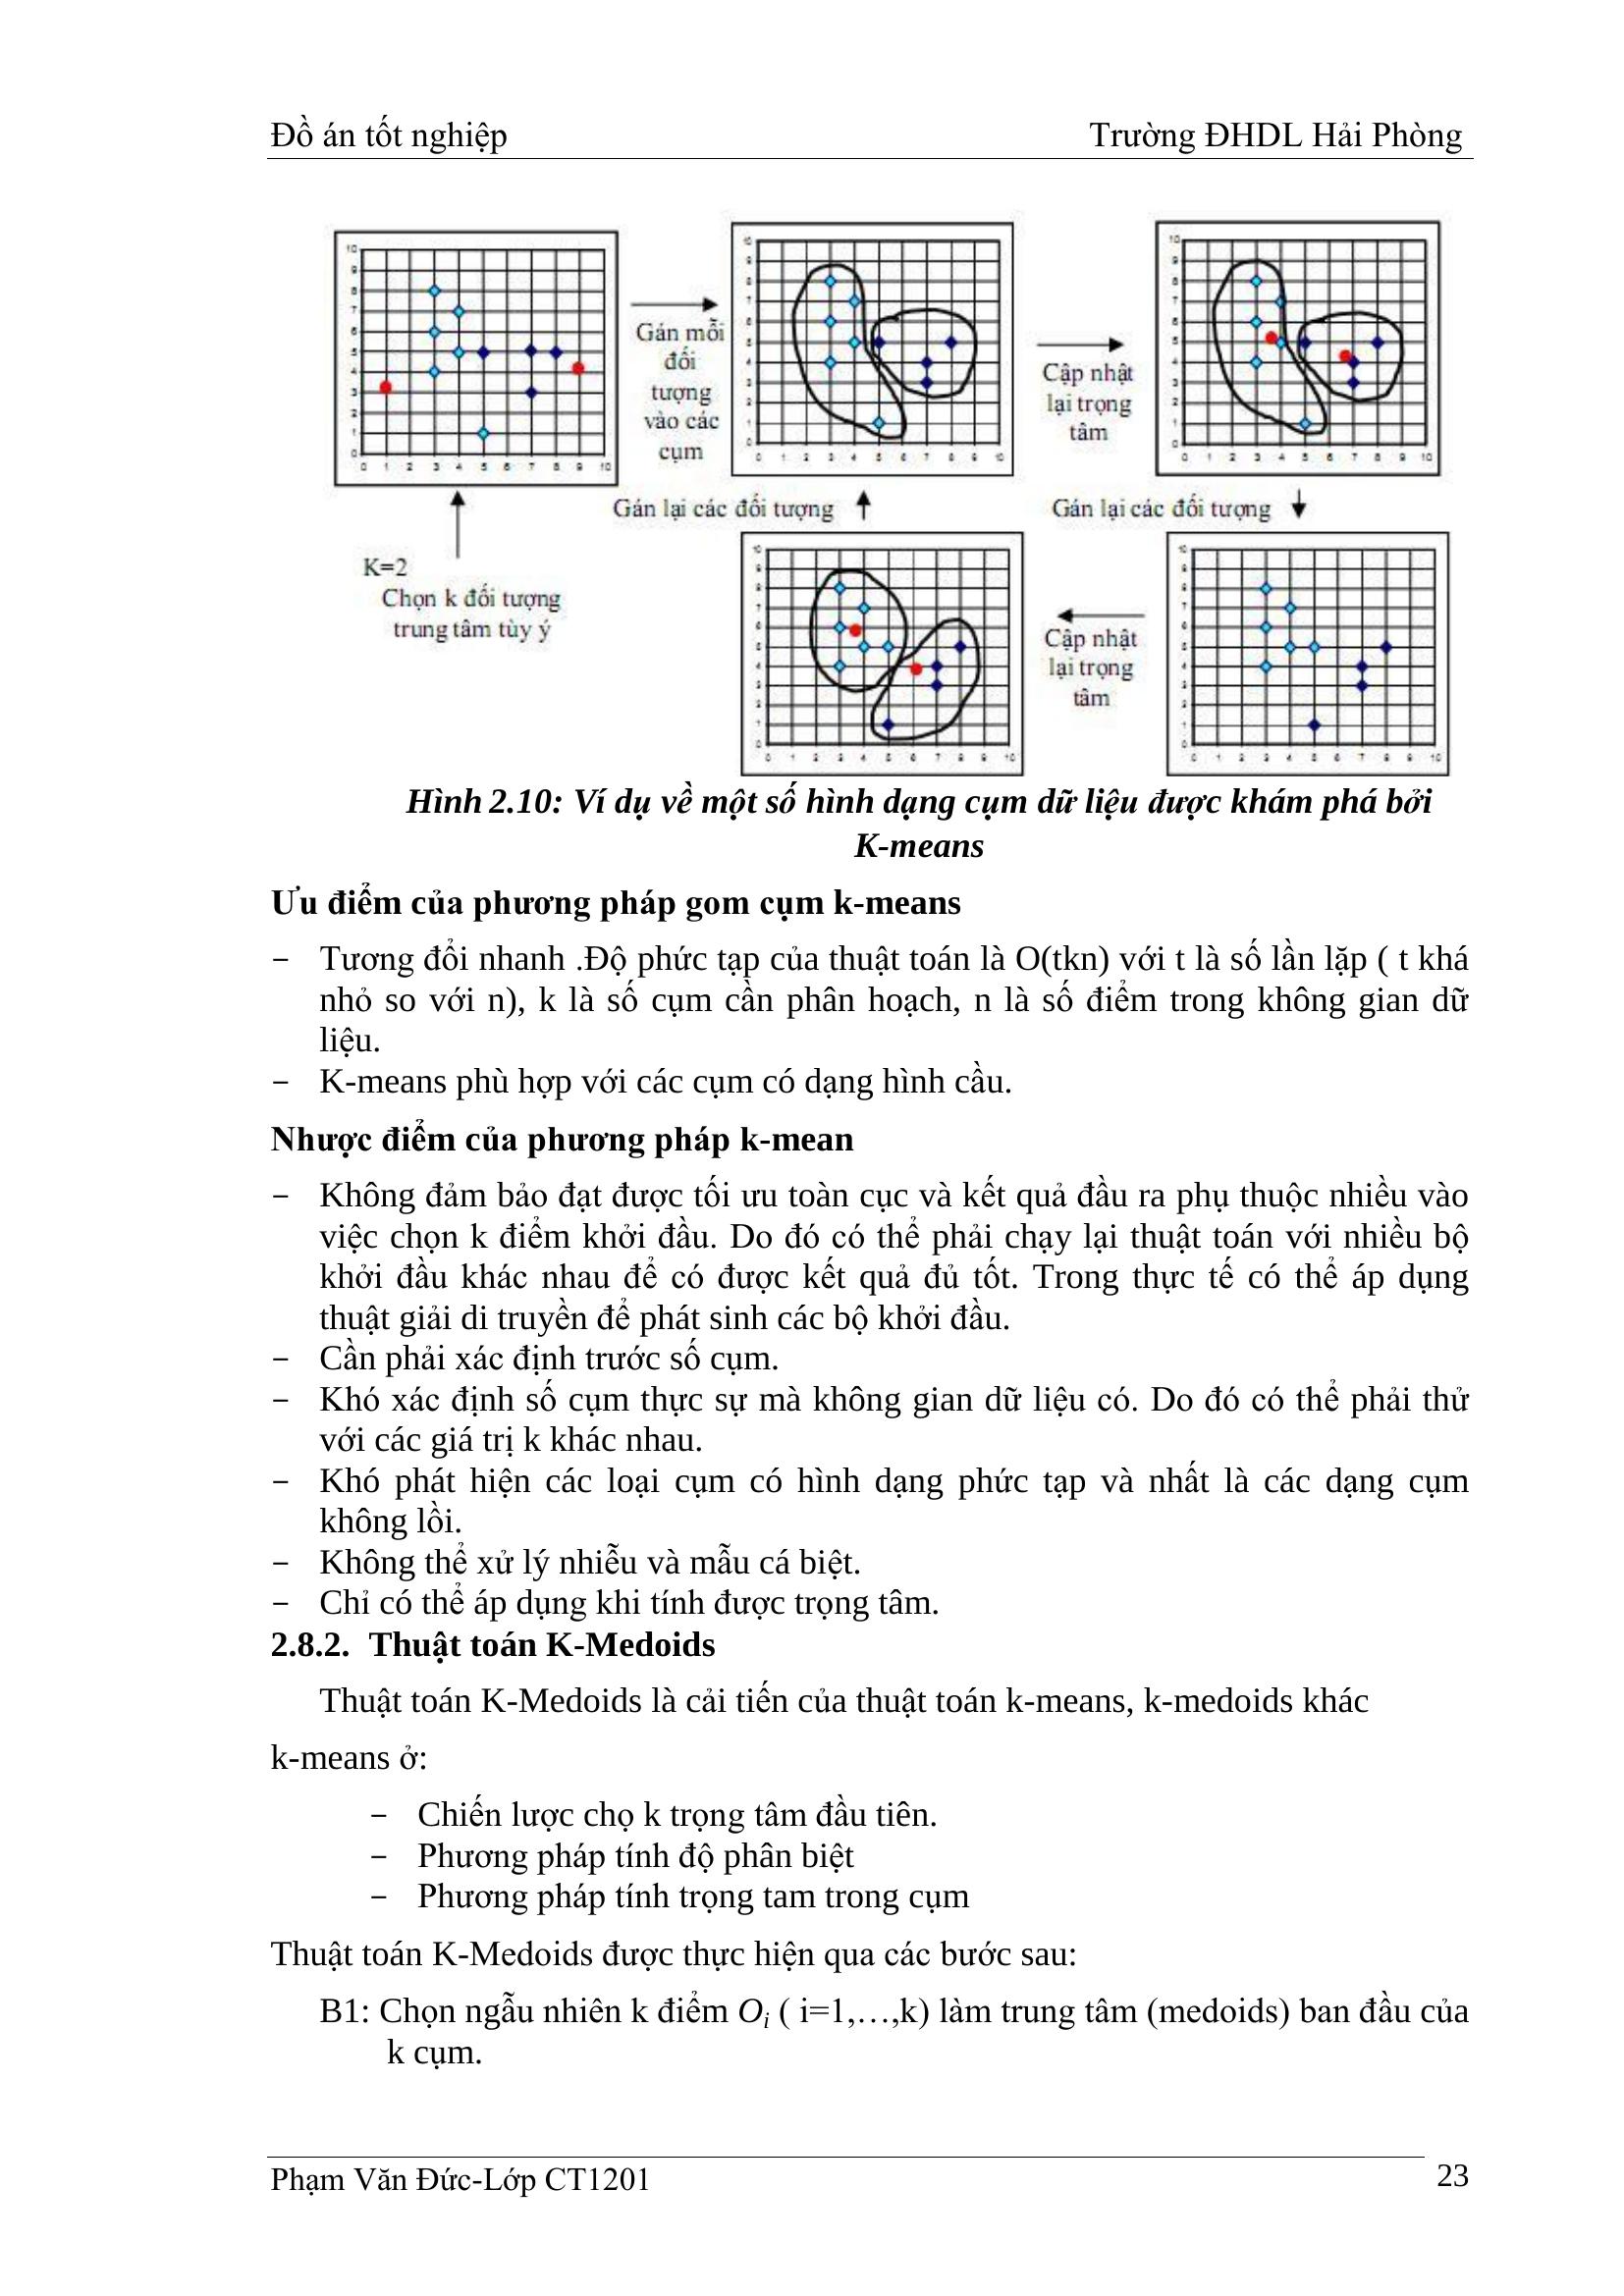 Đồ án tốt nghiệp Trường ĐHDL Hải Phòng
Gán mỗi
đối
tượng
vào các
cụm
Cập nhật
lại trọng
tâm
Gán lại các đối tượng
Gán lại các đối tượng
K=2
Chọn k đối tượng
trung tâm tùy ý
Cập nhật
lại trọng
tâm
Hình 2.10: Ví dụ về một số hình dạng cụm dữ liệu được khám phá bởi
K-means
Ưu điểm của phương pháp gom cụm k-means
− Tương đổi nhanh .Độ phức tạp của thuật toán là O(tkn) với t là số lần lặp ( t khá
nhỏ so với n), k là số cụm cần phân hoạch, n là số điểm trong không gian dữ
liệu.
− K-means phù hợp với các cụm có dạng hình cầu.
Nhược điểm của phương pháp k-mean
− Không đảm bảo đạt được tối ưu toàn cục và kết quả đầu ra phụ thuộc nhiều vào
việc chọn k điểm khởi đầu. Do đó có thể phải chạy lại thuật toán với nhiều bộ
khởi đầu khác nhau để có được kết quả đủ tốt. Trong thực tế có thể áp dụng
thuật giải di truyền để phát sinh các bộ khởi đầu.
− Cần phải xác định trước số cụm.
− Khó xác định số cụm thực sự mà không gian dữ liệu có. Do đó có thể phải thử
với các giá trị k khác nhau.
− Khó phát hiện các loại cụm có hình dạng phức tạp và nhất là các dạng cụm
không lồi.
− Không thể xử lý nhiễu và mẫu cá biệt.
− Chỉ có thể áp dụng khi tính được trọng tâm.
2.8.2. Thuật toán K-Medoids
Thuật toán K-Medoids là cải tiến của thuật toán k-means, k-medoids khác
k-means ở:
− Chiến lược chọ k trọng tâm đầu tiên.
− Phương pháp tính độ phân biệt
− Phương pháp tính trọng tam trong cụm
Thuật toán K-Medoids được thực hiện qua các bước sau:
B1: Chọn ngẫu nhiên k điểm Oi ( i=1,…,k) làm trung tâm (medoids) ban đầu của
k cụm.
Phạm Văn Đức-Lớp CT1201 23